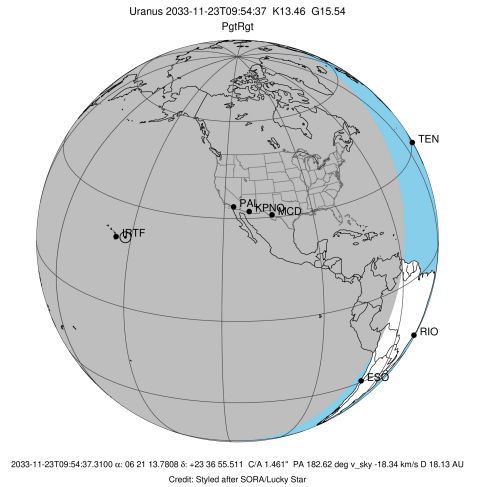 Uranus 2033-11-23T09:54:37 K13.46 G15.54
PgtRgt
TEN
PAL
KPNO
MCD
IRTF
RIO
ESO
2033-11-23T09:54:37.3100 α: 06 21 13.7808 δ: +23 36 55.511 C/A 1.461" PA 182.62 deg v_sky -18.34 km/s D 18.13 AU
Credit: Styled after SORA/Lucky Star